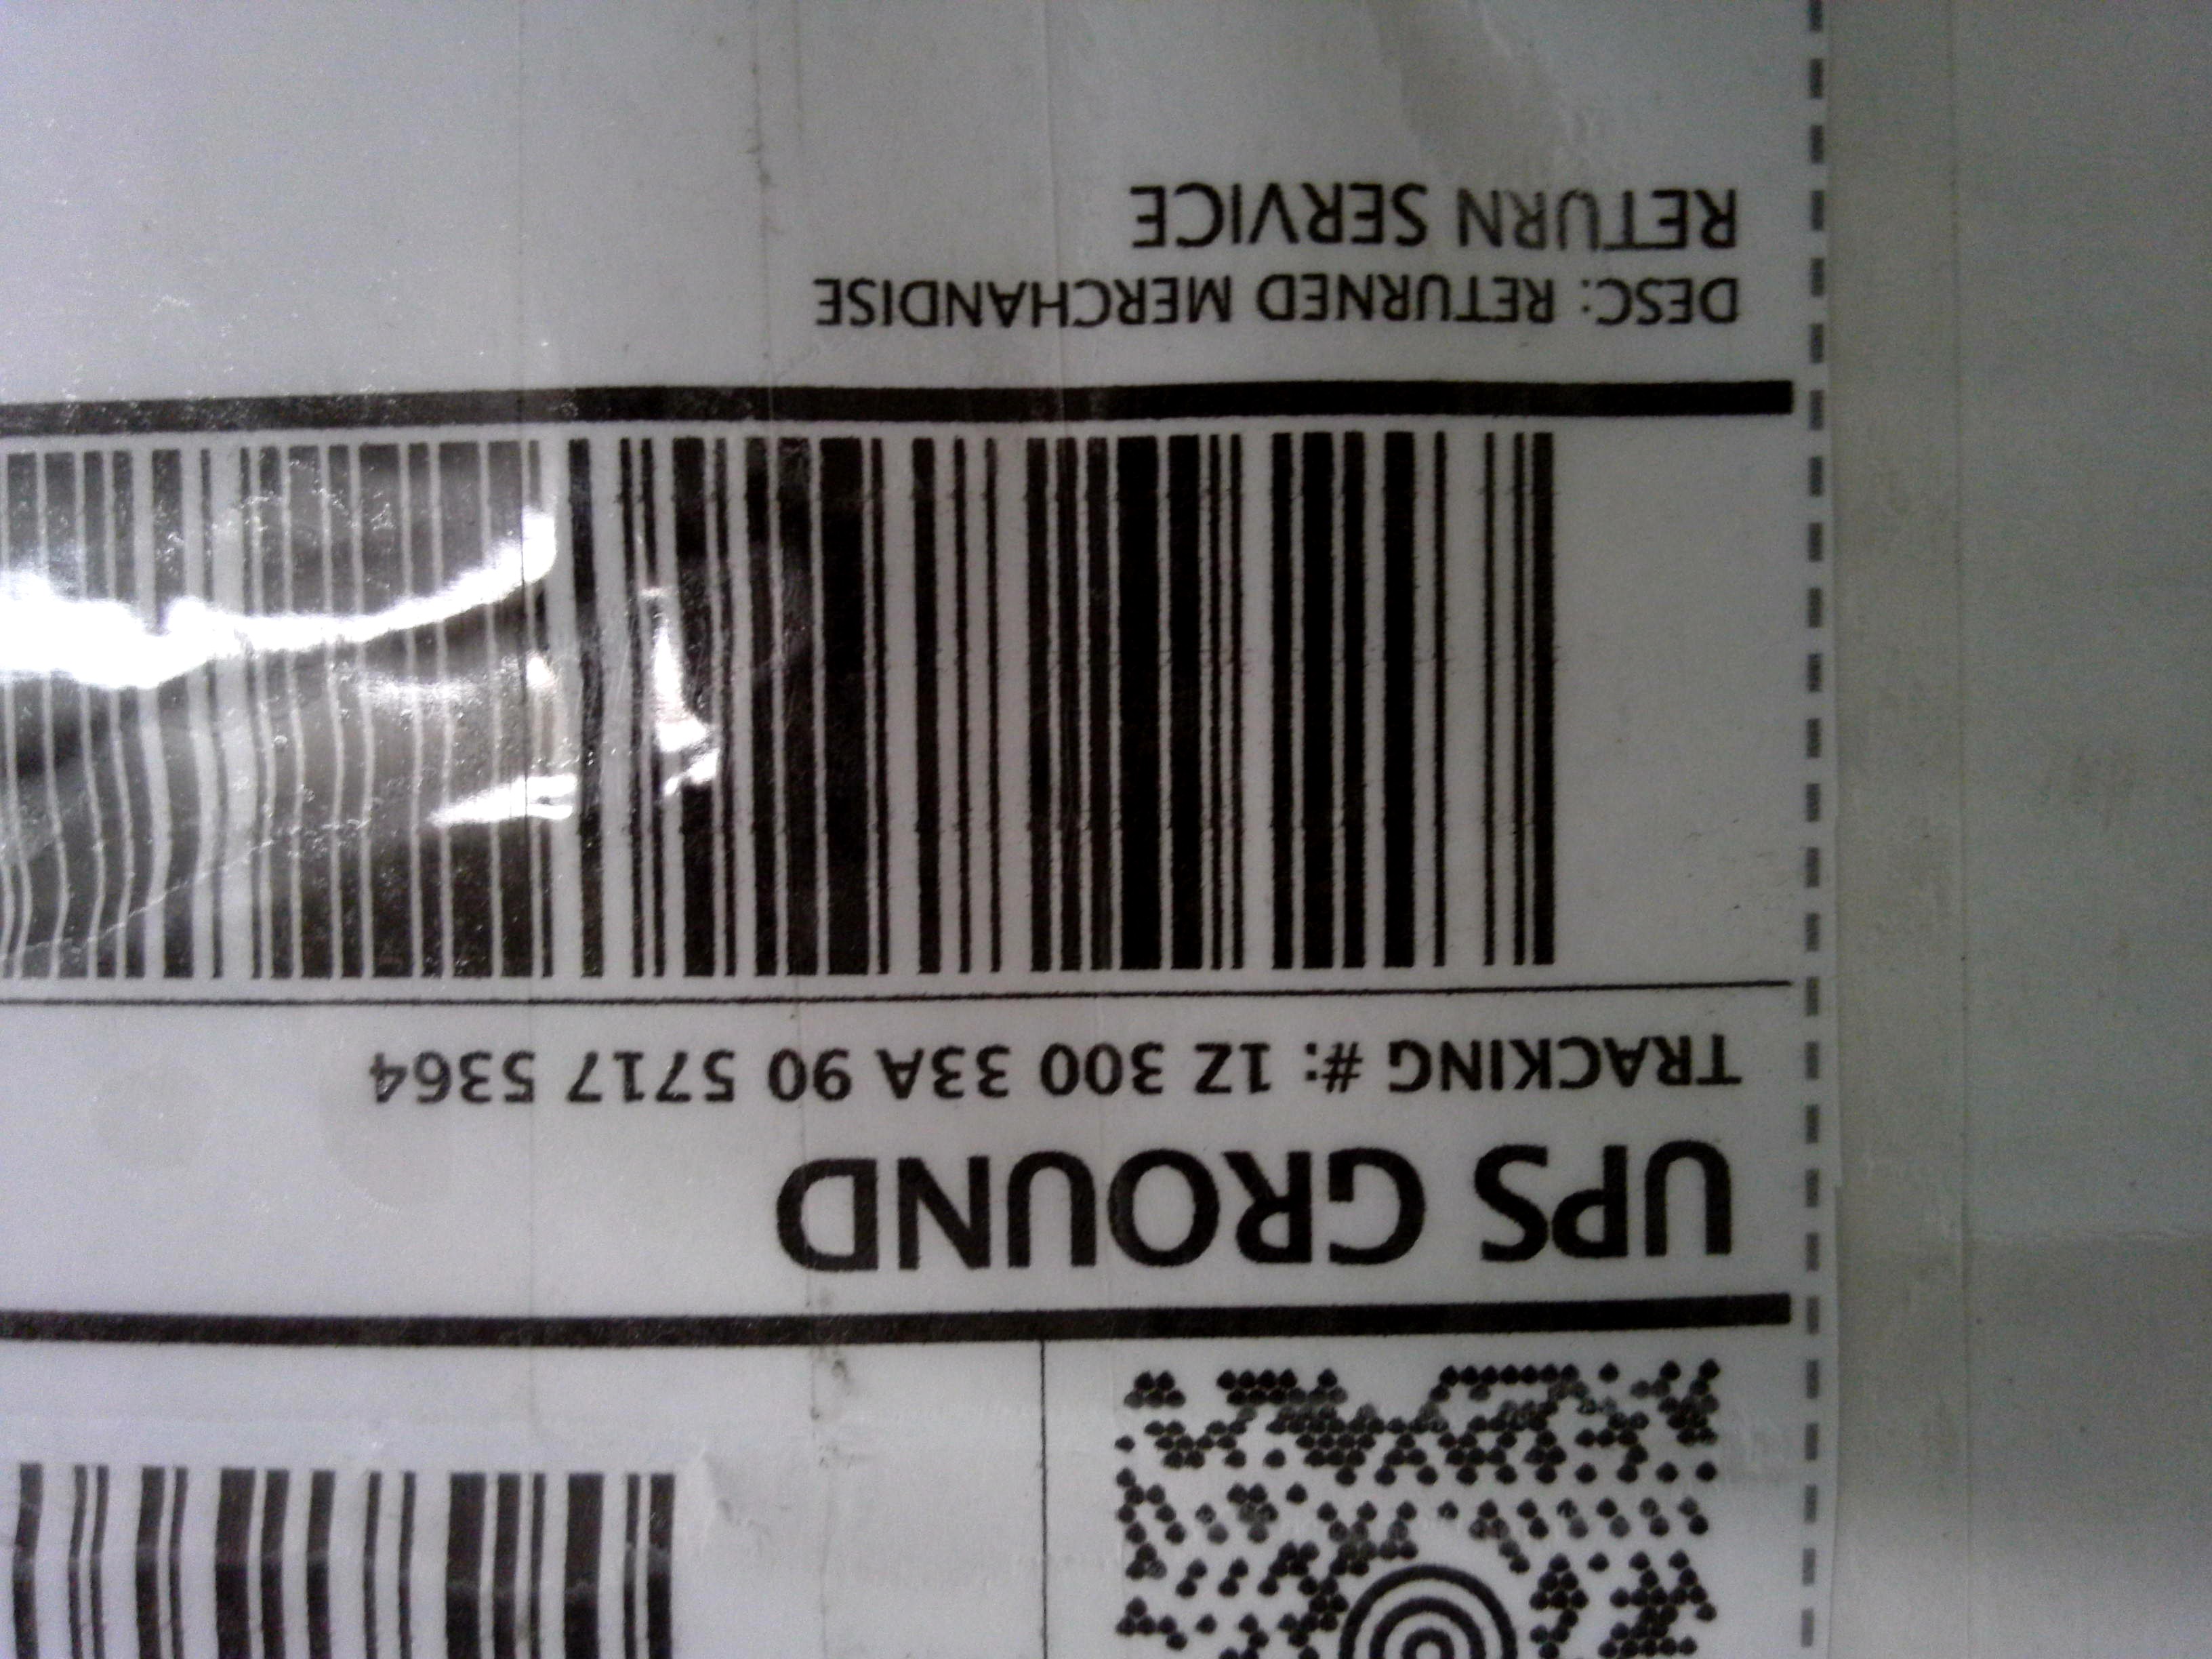 UPS GROUND
TRACKING #: 1Z 300 33A 90 5717 5364
DESC: RETURNED MERCHANDISE
RETURN SERVICE